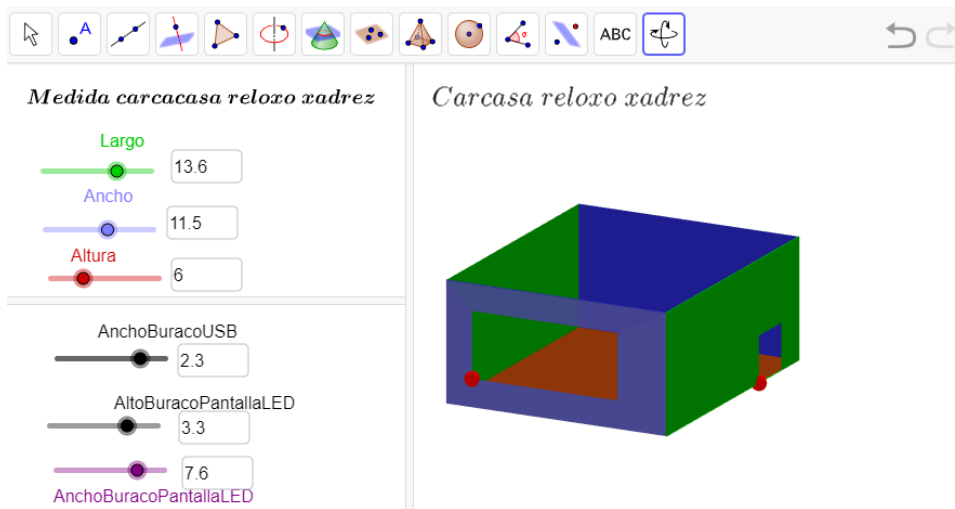 A
ABC
Medida carcacasa reloxo xadrez
Largo
13.6
Ancho
11.5
Altura
6
AnchoBuracoUSB
2.3
AltoBuracoPantallaLED
3.3
7.6
AnchoBuracoPantallaLED
Carcasa reloxo xadrez